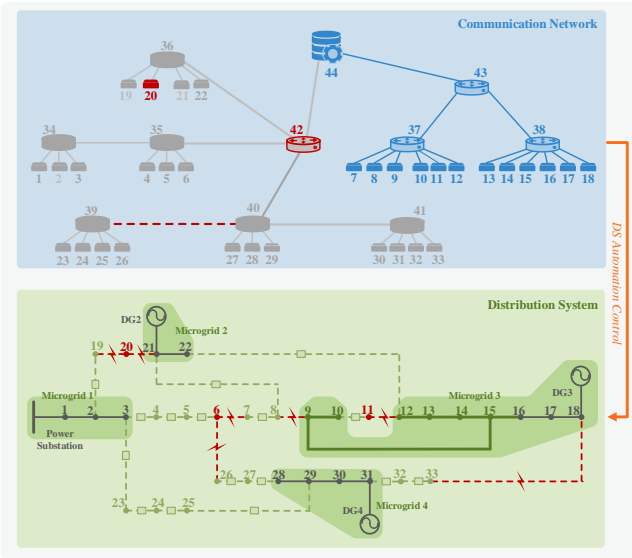 Communication Network
36
44
43
19 20 21 22
42
37
38
34
35
1 2 3
4 5 6
7 8 9 10 11 12
13 14 15 16 17 18
39
40
41
23 24 25 26
27 28 29
30 31 32 33
DS Automation Control
Distribution System
DG2
Microgrid 2
19 20 21 22
DG3
Microgrid 1
Microgrid 3
1 2 3 4 5 6 7 8 9 10 11 12 13 14 15 16 17 18
Power
Substation
26 27 28 29 30 31 32 33
23 24 25
DG4
Microgrid 4